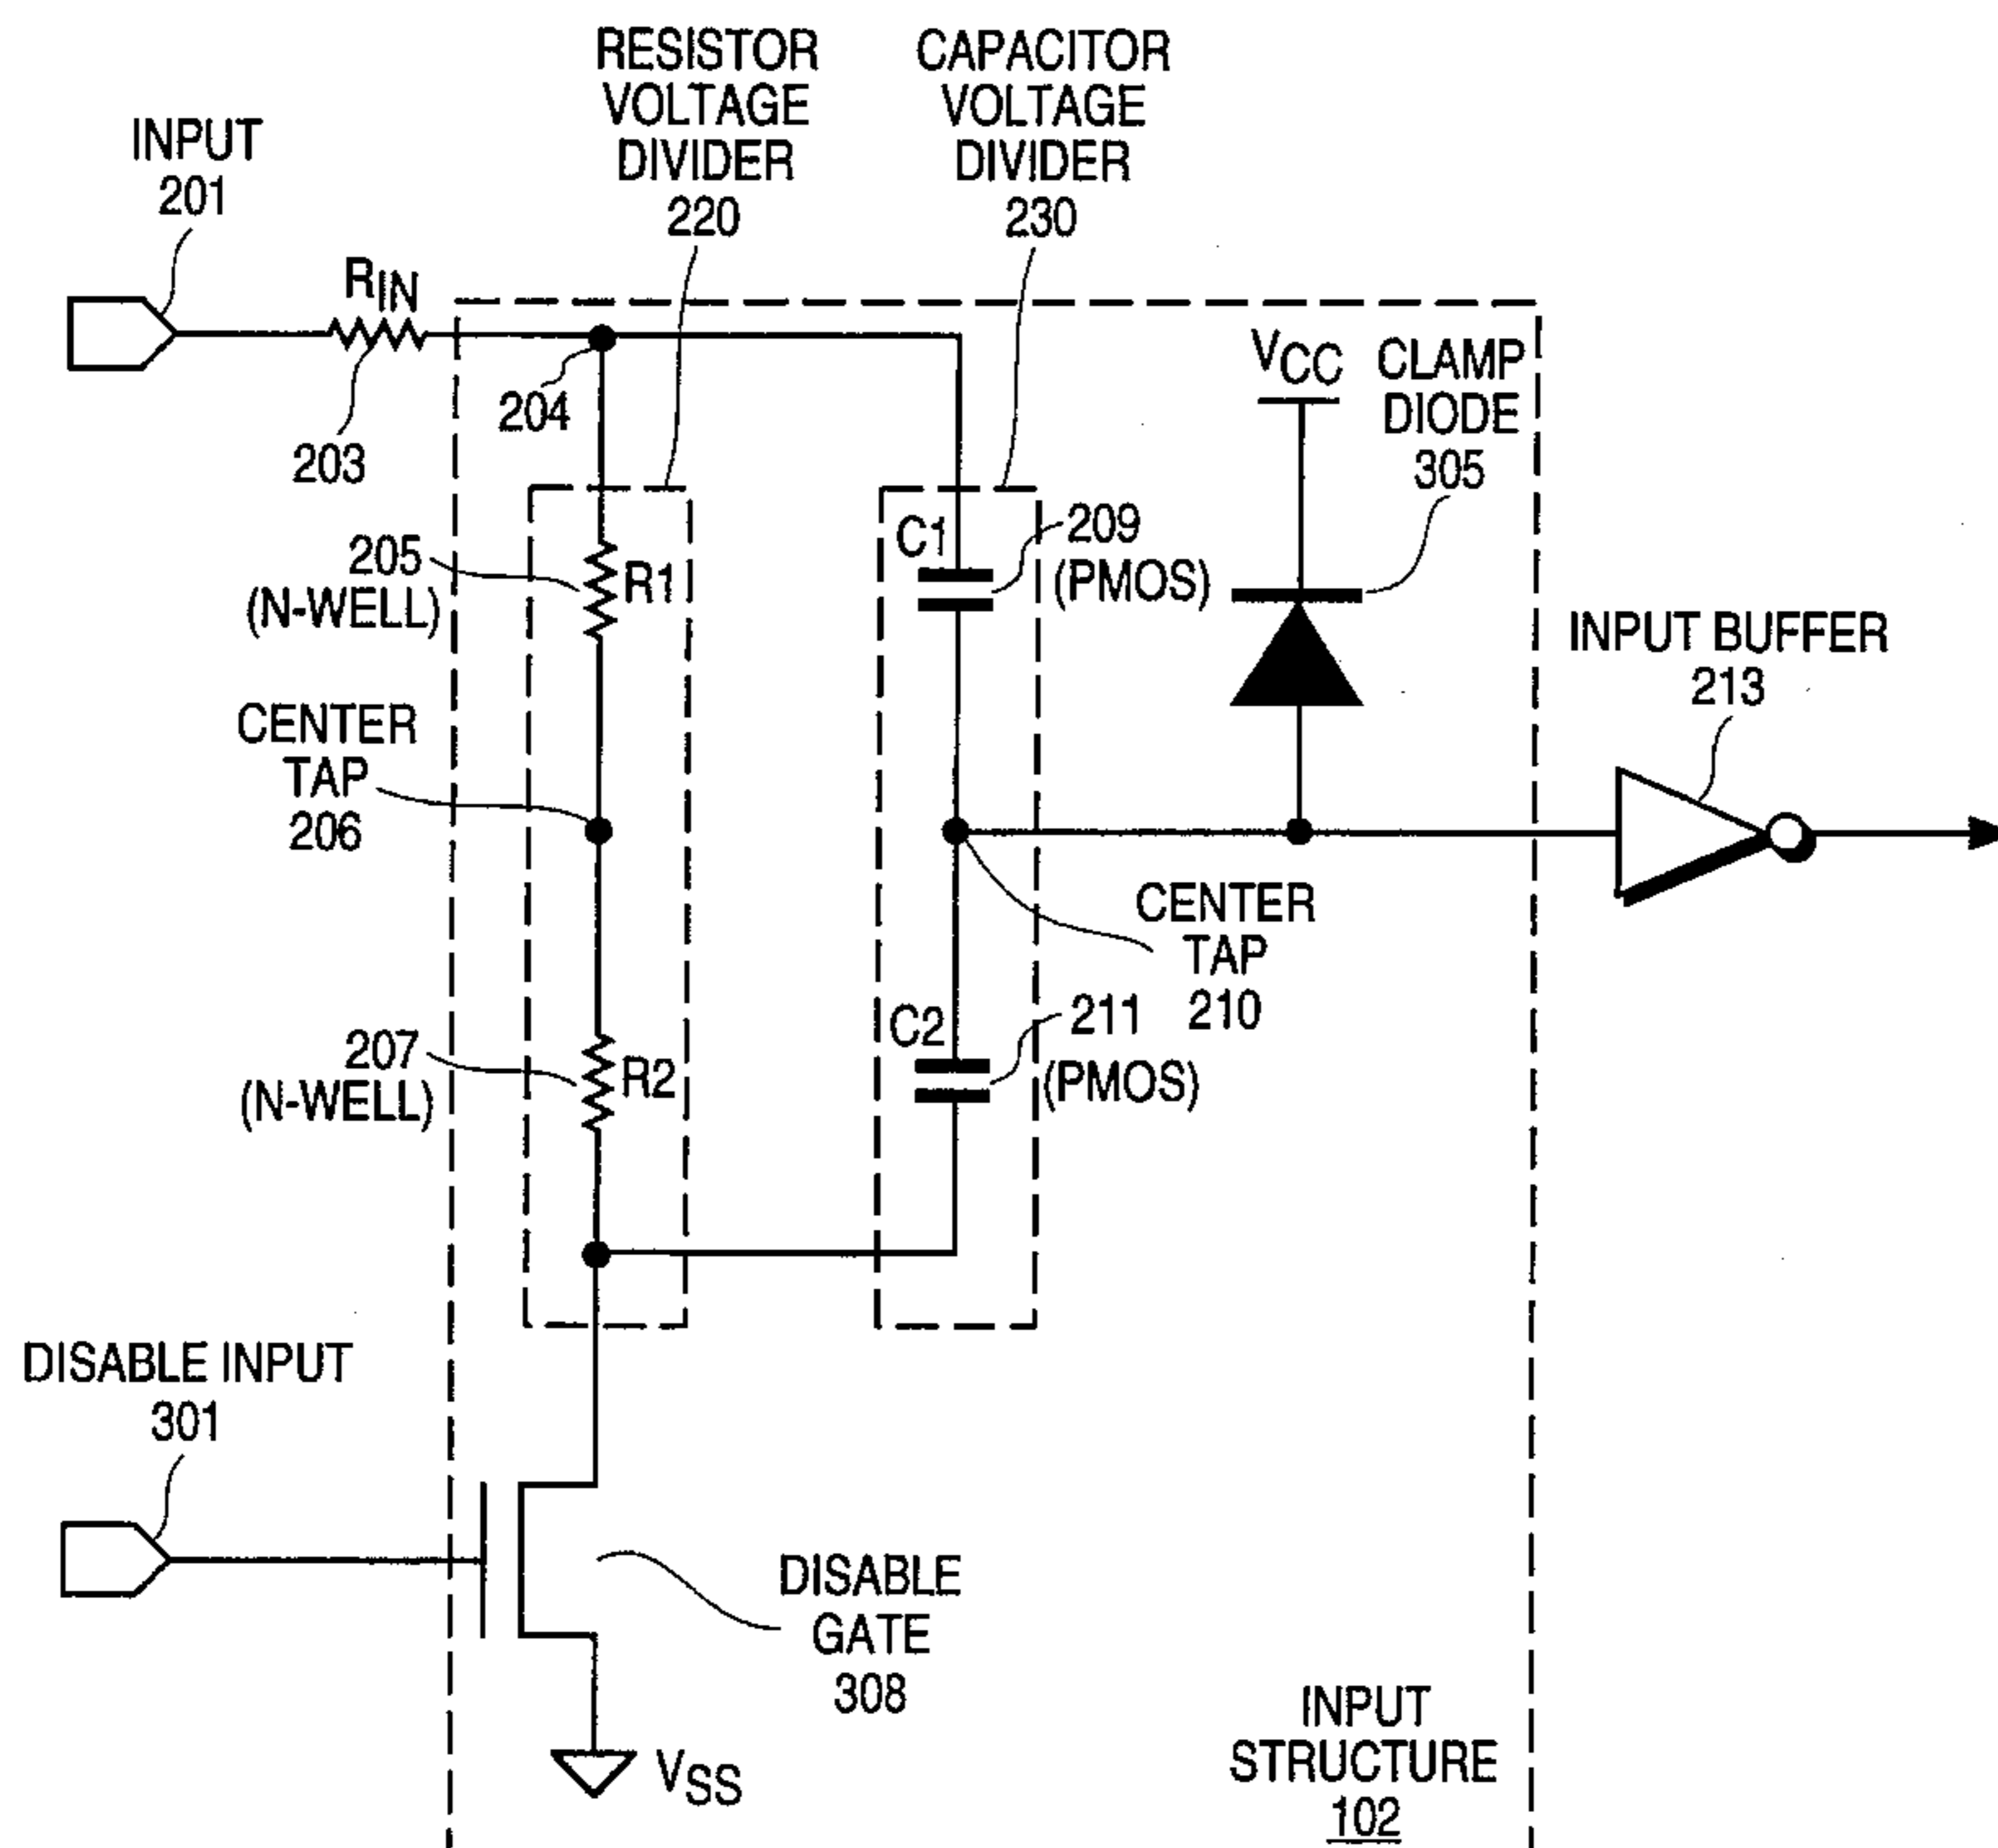 RESISTOR
VOLTAGE
DIVIDER
220
CAPACITOR
VOLTAGE
DIVIDER
230
INPUT
201
RIN
203
204
VCC
CLAMP
DIODE
305
205
(N-WELL)
R1
C1
209
(PMOS)
INPUT BUFFER
213
CENTER
TAP
206
CENTER
TAP
210
207
(N-WELL)
R2
C2
211
(PMOS)
DISABLE INPUT
301
DISABLE
GATE
308
VSS
INPUT
STRUCTURE
102